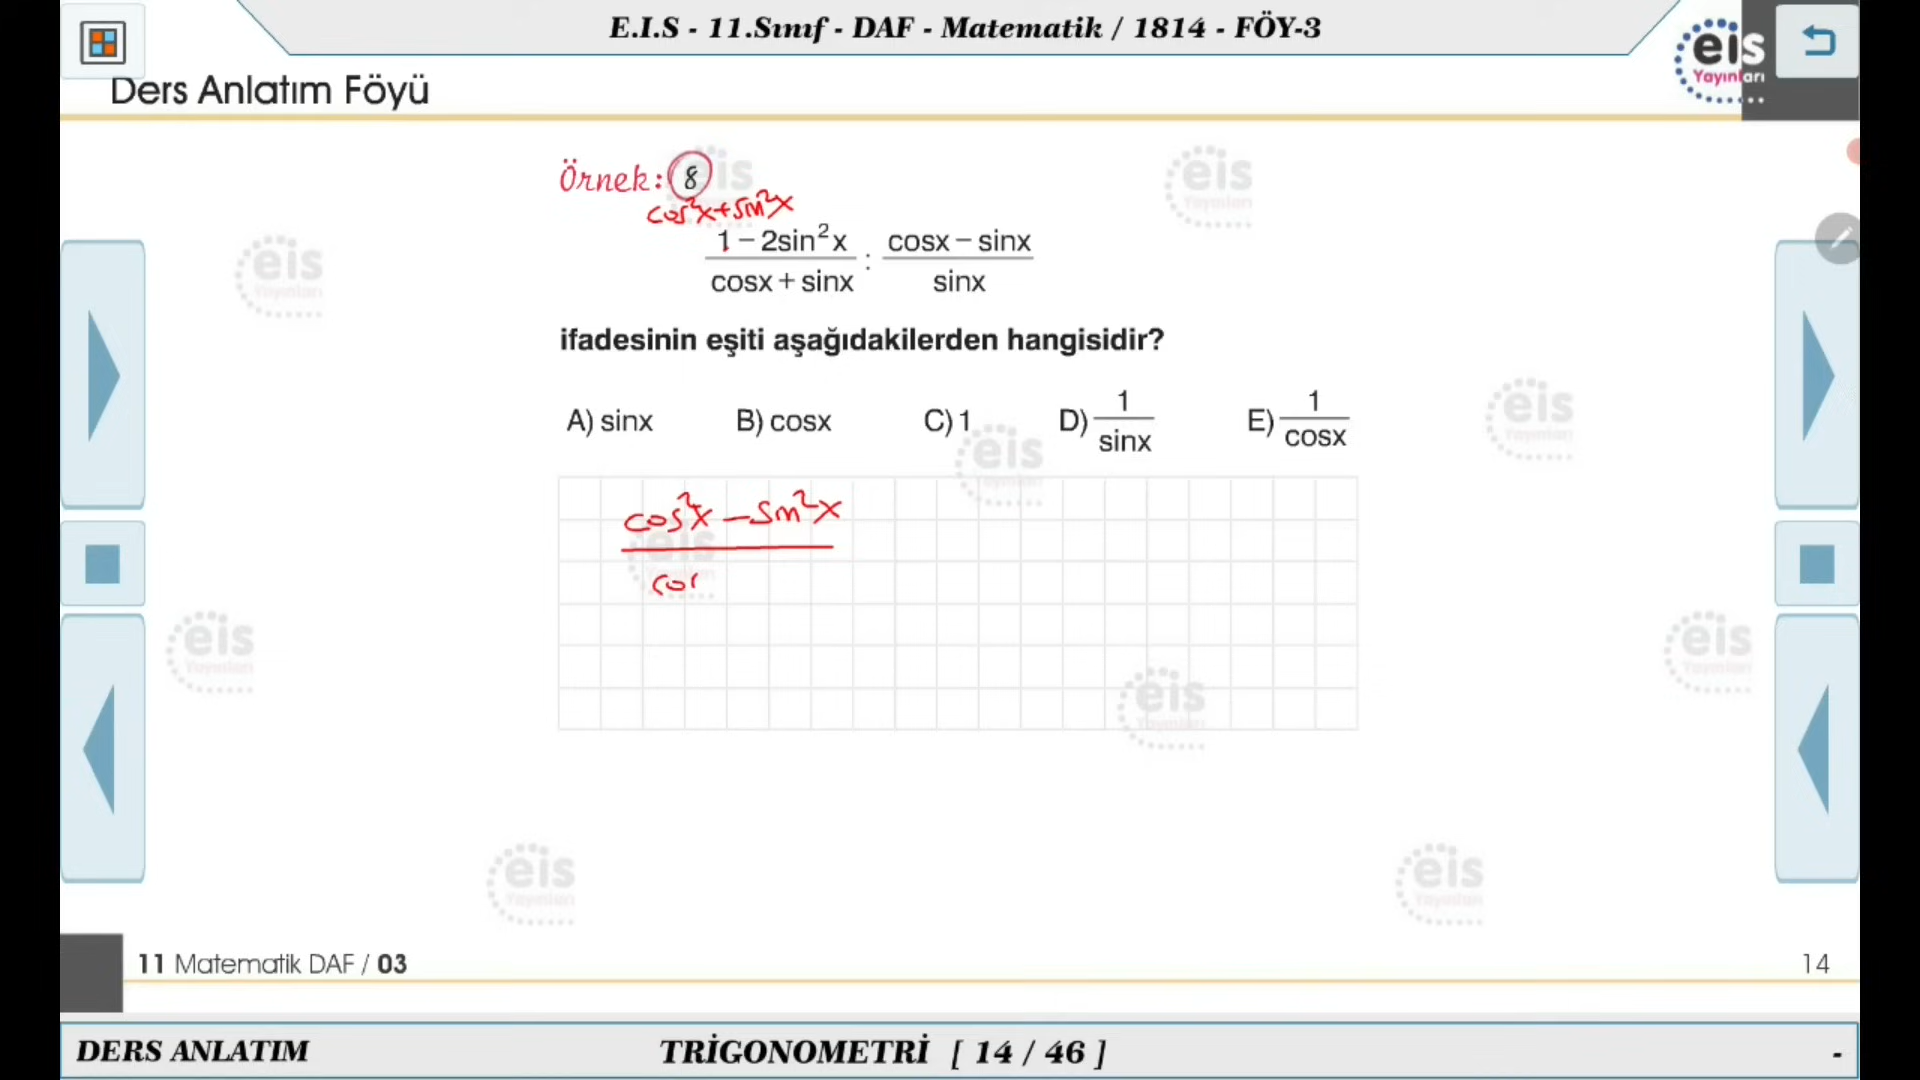 E.I.S - 11.Sınıf - DAF - Matematik / 1814 - FÖY-3
eis
Yayınları
Ders Anlatım Föyü
Örnek: 8
cos²x+sin²x
1 − 2sin²x / cosx + sinx : cosx − sinx / sinx
ifadesinin eşiti aşağıdakilerden hangisidir?
A) sinx B) cosx C) 1 D) 1/sinx E) 1/cosx
cos²x − sin²x
cos
11 Matematik DAF / 03
14
DERS ANLATIM
TRİGONOMETRİ [ 14 / 46 ]
-